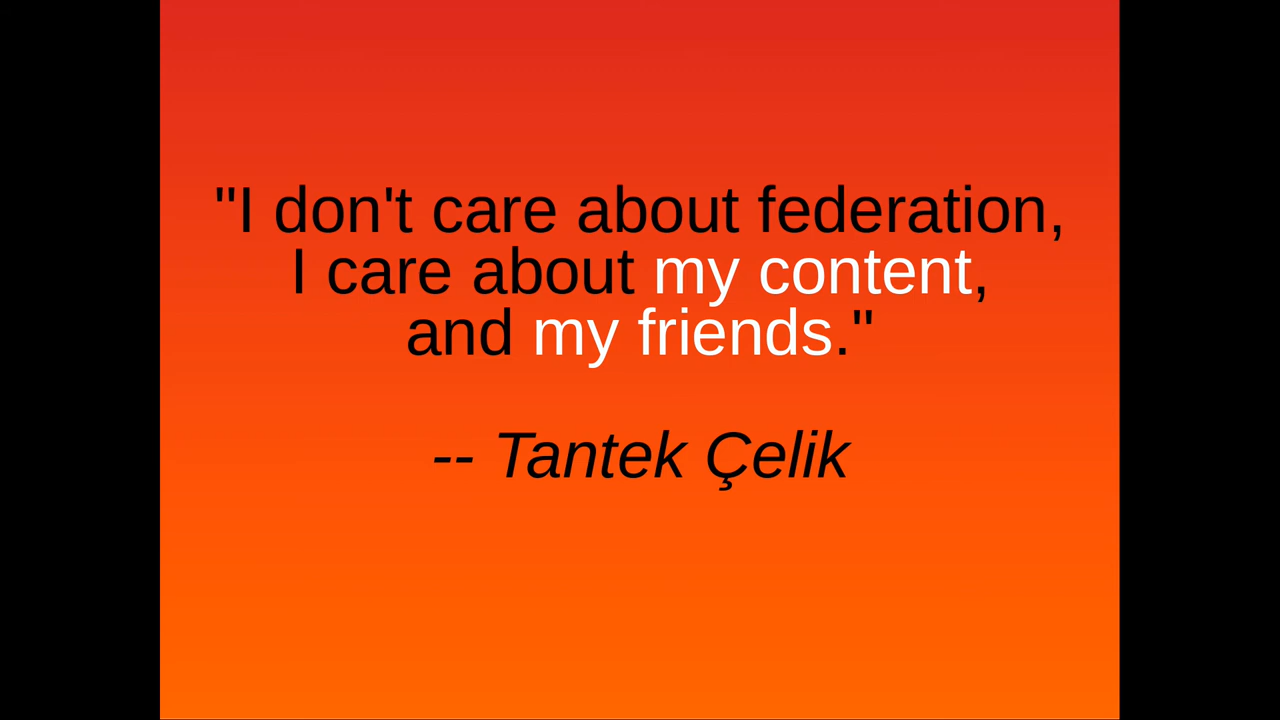 "I don't care about federation,
I care about my content,
and my friends."
-- Tantek Çelik